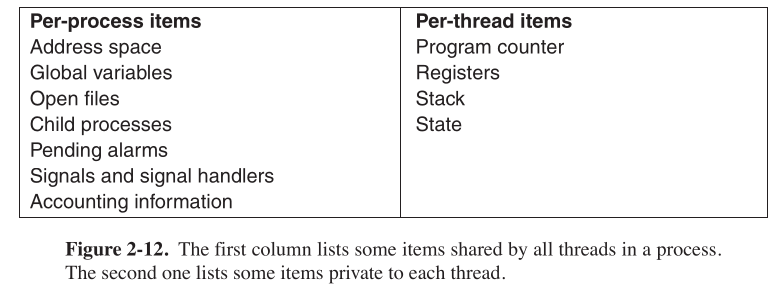 Per-process items
Address space
Global variables
Open files
Child processes
Pending alarms
Signals and signal handlers
Accounting information
Per-thread items
Program counter
Registers
Stack
State
Figure 2-12. The first column lists some items shared by all threads in a process.
The second one lists some items private to each thread.